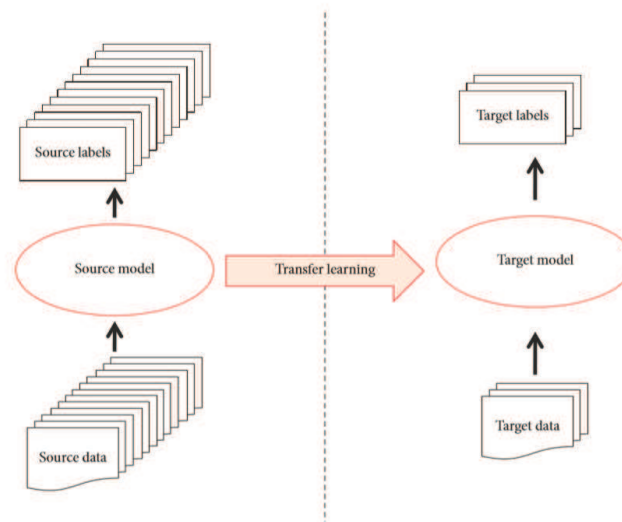 Source labels
Target labels
Source model
Transfer learning
Target model
Source data
Target data